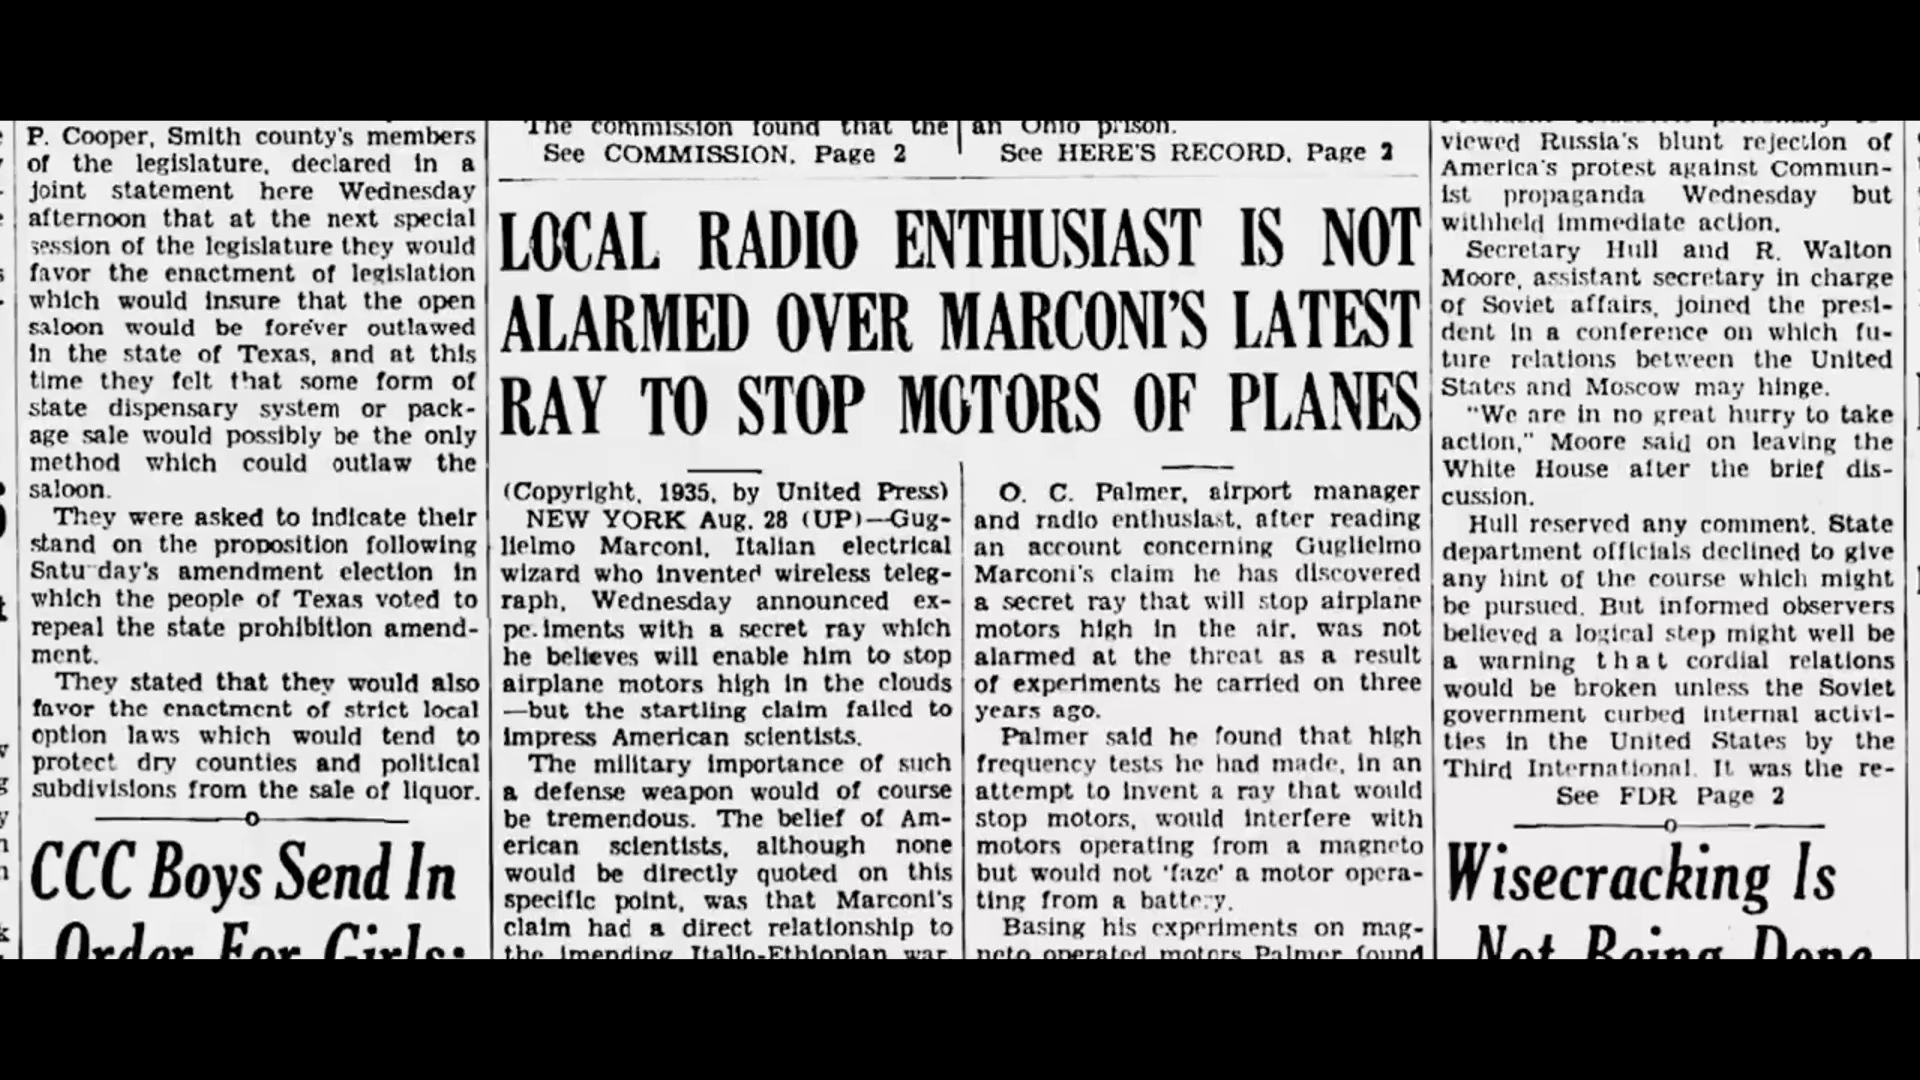 P. Cooper, Smith county's members
of the legislature, declared in a
joint statement here Wednesday
afternoon that at the next special
session of the legislature they would
favor the enactment of legislation
which would insure that the open
saloon would be forever outlawed
in the state of Texas, and at this
time they felt that some form of
state dispensary system or pack-
age sale would possibly be the only
method which could outlaw the
saloon.
They were asked to indicate their
stand on the proposition following
Satu day's amendment election in
which the people of Texas voted to
repeal the state prohibition amend-
ment.
They stated that they would also
favor the enactment of strict local
option laws which would tend to
protect dry counties and political
subdivisions from the sale of liquor.
CCC Boys Send In
Order For Girls:
The commission found that the
See COMMISSION, Page 2
an Ohio prison.
See HERE'S RECORD, Page 2
LOCAL RADIO ENTHUSIAST IS NOT
ALARMED OVER MARCONI'S LATEST
RAY TO STOP MOTORS OF PLANES
(Copyright, 1935, by United Press)
NEW YORK Aug. 28 (UP)—Gug-
lielmo Marconi, Italian electrical
wizard who invented wireless teleg-
raph, Wednesday announced ex-
pe.iments with a secret ray which
he believes will enable him to stop
airplane motors high in the clouds
—but the startling claim failed to
impress American scientists.
The military importance of such
a defense weapon would of course
be tremendous. The belief of Am-
erican scientists, although none
would be directly quoted on this
specific point, was that Marconi's
claim had a direct relationship to
the imending Italo-Ethiopian war.
O. C. Palmer, airport manager
and radio enthusiast, after reading
an account concerning Guglielmo
Marconi's claim he has discovered
a secret ray that will stop airplane
motors high in the air, was not
alarmed at the threat as a result
of experiments he carried on three
years ago.
Palmer said he found that high
frequency tests he had made, in an
attempt to invent a ray that would
stop motors, would interfere with
motors operating from a magneto
but would not 'faze' a motor opera-
ting from a battery.
Basing his experiments on mag-
neto operated motors Palmer found
viewed Russia's blunt rejection of
America's protest against Commun-
ist propaganda Wednesday but
withheld immediate action.
Secretary Hull and R. Walton
Moore, assistant secretary in charge
of Soviet affairs, joined the presi-
dent in a conference on which fu-
ture relations between the United
States and Moscow may hinge.
"We are in no great hurry to take
action," Moore said on leaving the
White House after the brief dis-
cussion.
Hull reserved any comment. State
department officials declined to give
any hint of the course which might
be pursued. But informed observers
believed a logical step might well be
a warning that cordial relations
would be broken unless the Soviet
government curbed internal activi-
ties in the United States by the
Third International. It was the re-
See FDR Page 2
Wisecracking Is
Not Being Done